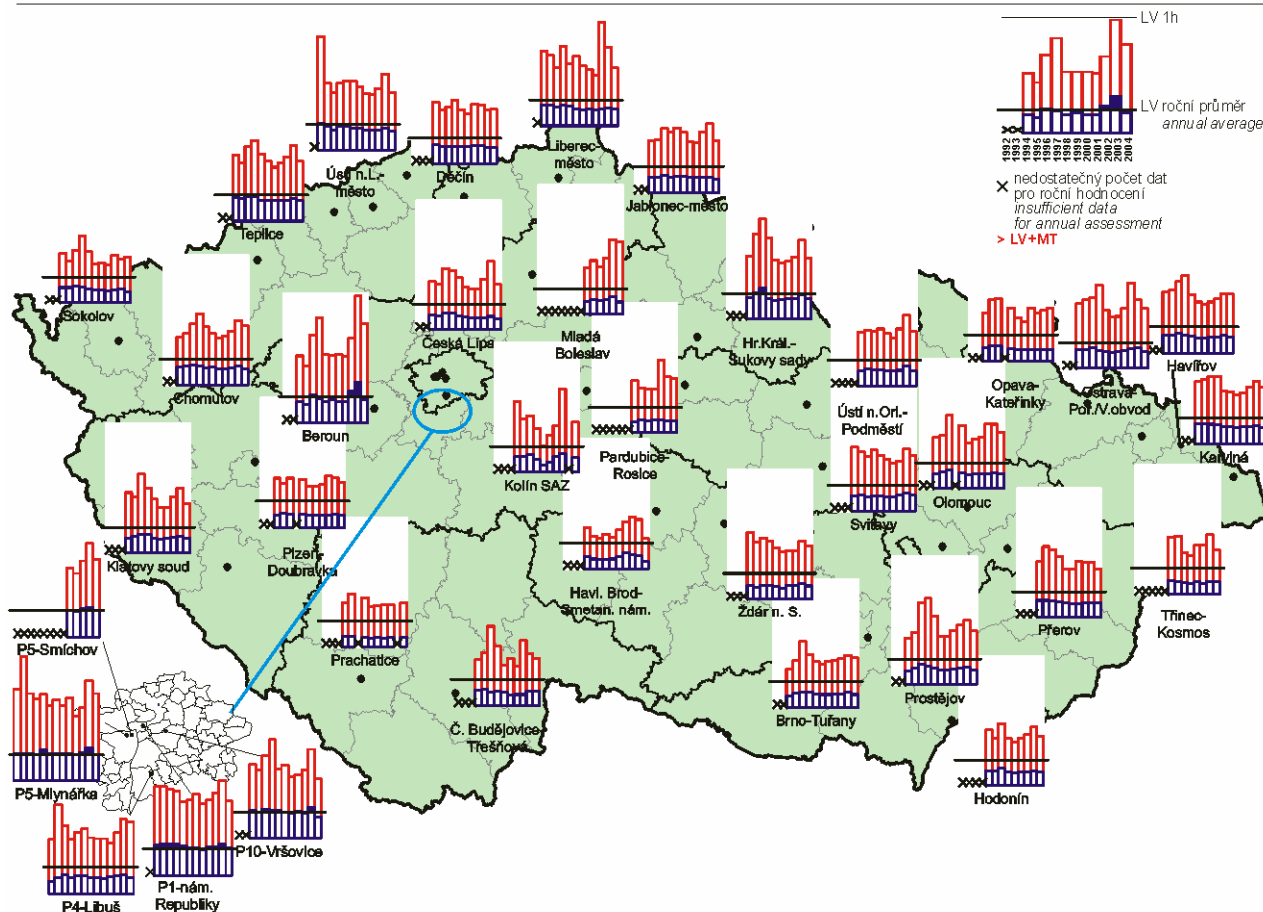 LV 1h
LV roční průměr
annual average
1992
1993
1994
1995
1996
1997
1998
1999
2000
2001
2002
2003
2004
× nedostatečný počet dat
pro roční hodnocení
insufficient data
for annual assessment
> LV+MT
Ústí n.L.-
město
Děčín
Liberec-
město
Jablonec-město
Teplice
Sokolov
Chomutov
Beroun
Česká Lípa
Mladá
Boleslav
Hr.Král.-
Sukovy sady
Opava-
Kateřinky
Ostrava-
Poř./V.obvod
Havířov
Karviná
Ústí n.Orl.-
Podměstí
Pardubice-
Rosice
Kolín SAZ
Olomouc
Svitavy
Klatovy soud
Plzeň-
Doubravka
Havl. Brod-
Smetan. nám.
Žďár n. S.
Přerov
Třinec-
Kosmos
P5-Smíchov
Prachatice
Č. Budějovice-
Třešňová
Brno-Tuřany
Prostějov
Hodonín
P5-Mlynářka
P10-Vršovice
P4-Libuš
P1-nám.
Republiky